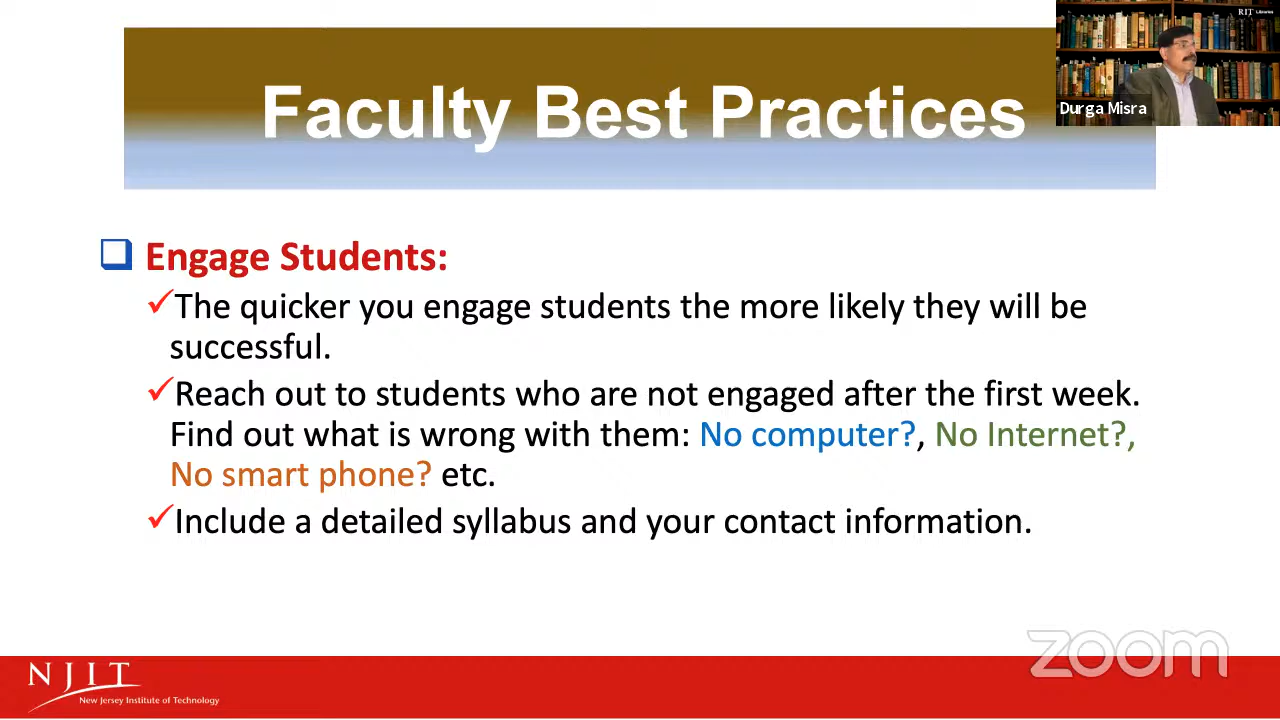 Faculty Best Practices
RIT Libraries
Durga Misra
Engage Students:
The quicker you engage students the more likely they will be
successful.
Reach out to students who are not engaged after the first week.
Find out what is wrong with them: No computer?, No Internet?,
No smart phone? etc.
Include a detailed syllabus and your contact information.
zoom
NJIT
New Jersey Institute of Technology